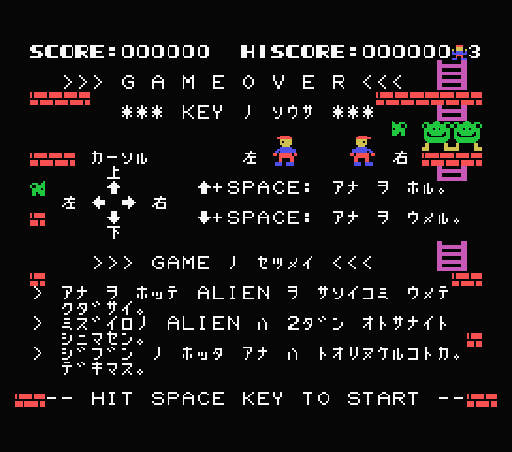 SCORE:000000 HISCORE:000000 3
>>> GAMEOVER <<<
*** KEY ノ ソウサ ***
カーソル 左 右
上
左 右 ↑+SPACE: アナ ヲ ホル。
↓+SPACE: アナ ヲ ウメル。
下
>>> GAME ノ セツメイ <<<
> アナ ヲ ホッテ ALIEN ヲ サソイコミ ウメテ
クダサイ。
> ミズイロノ ALIEN ハ 2ダン オトサナイト
シニマセン。
> ジブン ノ ホッタ アナ ハ トオリヌケルコトガ。
デキマス。
-- HIT SPACE KEY TO START --